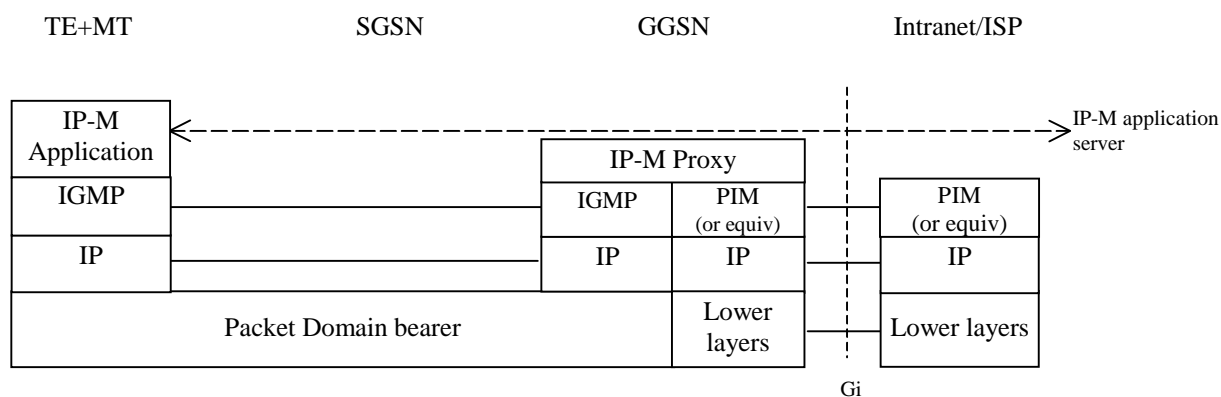 TE+MT SGSN GGSN Intranet/ISP
IP-M
Application
IP-M application
server
IP-M Proxy
IGMP IGMP PIM
(or equiv)
PIM
(or equiv)
IP IP IP IP
Packet Domain bearer Lower
layers
Lower layers
Gi